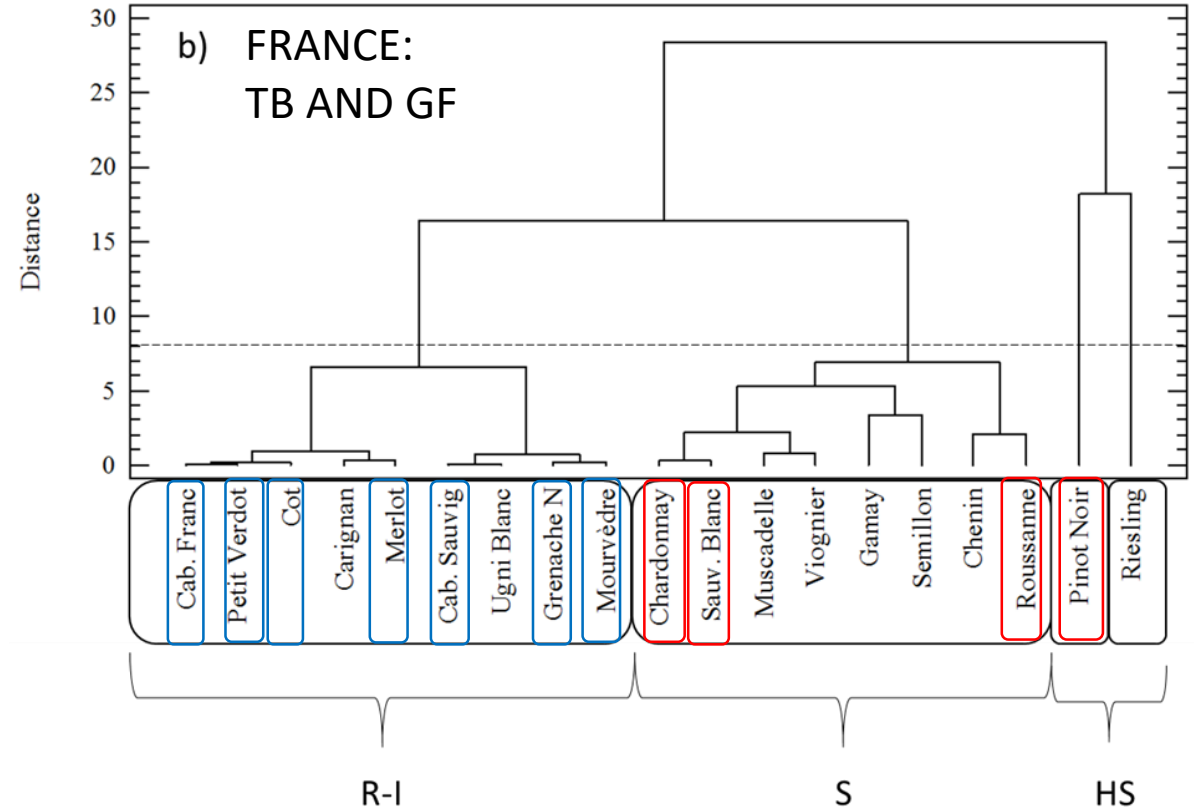 b) FRANCE:
TB AND GF
Distance
30
25
20
15
10
5
0
Cab. Franc
Petit Verdot
Cot
Carignan
Merlot
Cab. Sauvig
Ugni Blanc
Grenache N
Mourvèdre
Chardonnay
Sauv. Blanc
Muscadelle
Viognier
Gamay
Semillon
Chenin
Roussanne
Pinot Noir
Riesling
R-I
S
HS